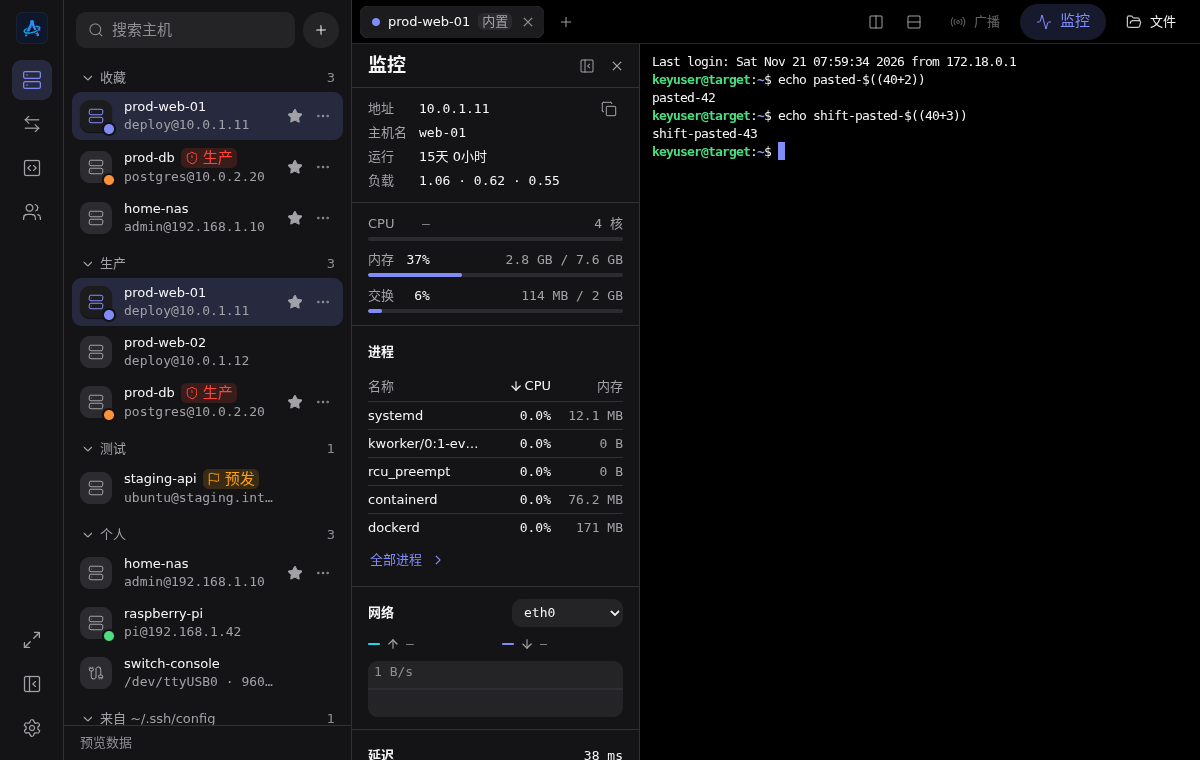 搜索主机
收藏 3
prod-web-01
deploy@10.0.1.11
prod-db 生产
postgres@10.0.2.20
home-nas
admin@192.168.1.10
生产 3
prod-web-01
deploy@10.0.1.11
prod-web-02
deploy@10.0.1.12
prod-db 生产
postgres@10.0.2.20
测试 1
staging-api 预发
ubuntu@staging.int…
个人 3
home-nas
admin@192.168.1.10
raspberry-pi
pi@192.168.1.42
switch-console
/dev/ttyUSB0 · 960…
来自 ~/.ssh/config 1
预览数据
prod-web-01 内置
广播 监控 文件
监控
地址 10.0.1.11
主机名 web-01
运行 15天 0小时
负载 1.06 · 0.62 · 0.55
CPU — 4 核
内存 37% 2.8 GB / 7.6 GB
交换 6% 114 MB / 2 GB
进程
名称 CPU 内存
systemd 0.0% 12.1 MB
kworker/0:1-ev… 0.0% 0 B
rcu_preempt 0.0% 0 B
containerd 0.0% 76.2 MB
dockerd 0.0% 171 MB
全部进程
网络 eth0
— —
1 B/s
延迟 38 ms
Last login: Sat Nov 21 07:59:34 2026 from 172.18.0.1
keyuser@target:~$ echo pasted-$((40+2))
pasted-42
keyuser@target:~$ echo shift-pasted-$((40+3))
shift-pasted-43
keyuser@target:~$